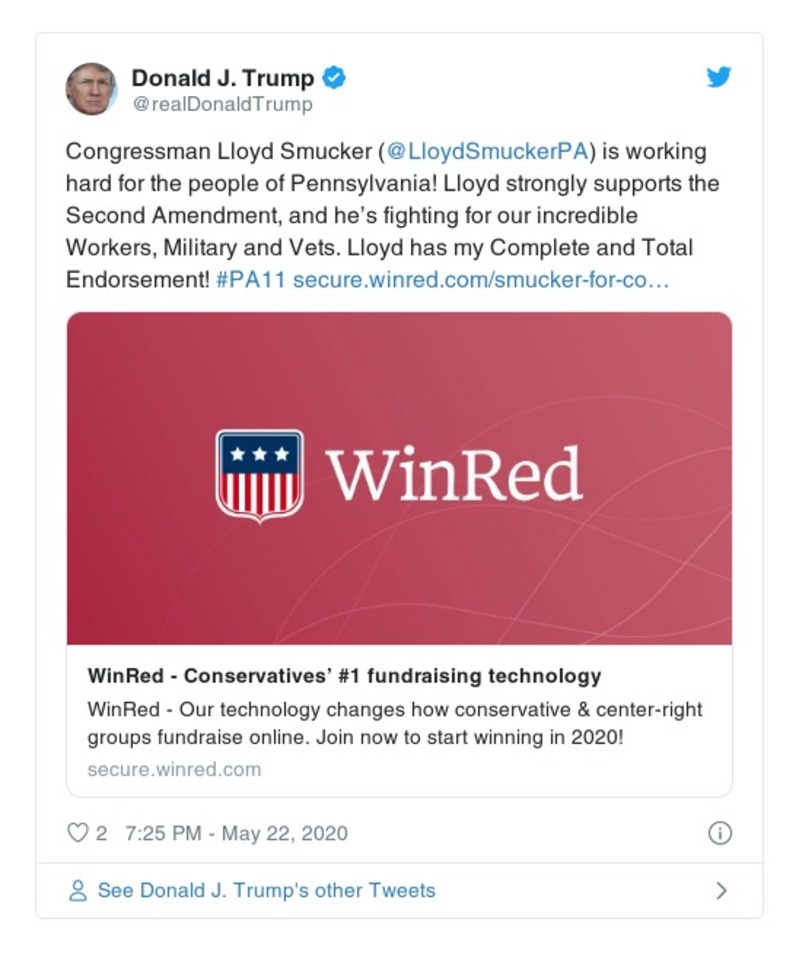 Donald J. Trump
@realDonaldTrump
Congressman Lloyd Smucker (@LloydSmuckerPA) is working
hard for the people of Pennsylvania! Lloyd strongly supports the
Second Amendment, and he’s fighting for our incredible
Workers, Military and Vets. Lloyd has my Complete and Total
Endorsement! #PA11 secure.winred.com/smucker-for-co…
WinRed
WinRed - Conservatives’ #1 fundraising technology
WinRed - Our technology changes how conservative & center-right
groups fundraise online. Join now to start winning in 2020!
secure.winred.com
2 7:25 PM - May 22, 2020
See Donald J. Trump's other Tweets